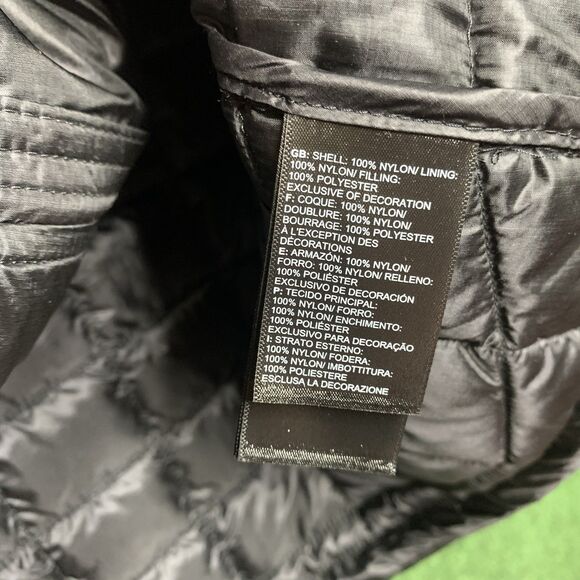 GB: SHELL: 100% NYLON/ LINING:
100% NYLON/ FILLING:
100% POLYESTER
EXCLUSIVE OF DECORATION
F: COQUE: 100% NYLON/
DOUBLURE: 100% NYLON/
BOURRAGE: 100% POLYESTER
À L'EXCEPTION DES
DÉCORATIONS
E: ARMAZÓN: 100% NYLON/
FORRO: 100% NYLON/ RELLENO:
100% POLIÉSTER
EXCLUSIVO DE DECORACIÓN
P: TECIDO PRINCIPAL:
100% NYLON/ FORRO:
100% NYLON/ ENCHIMENTO:
100% POLIÉSTER
EXCLUSIVO PARA DECORAÇÃO
I: STRATO ESTERNO:
100% NYLON/ FODERA:
100% NYLON/ IMBOTTITURA:
100% POLIESTERE
ESCLUSA LA DECORAZIONE